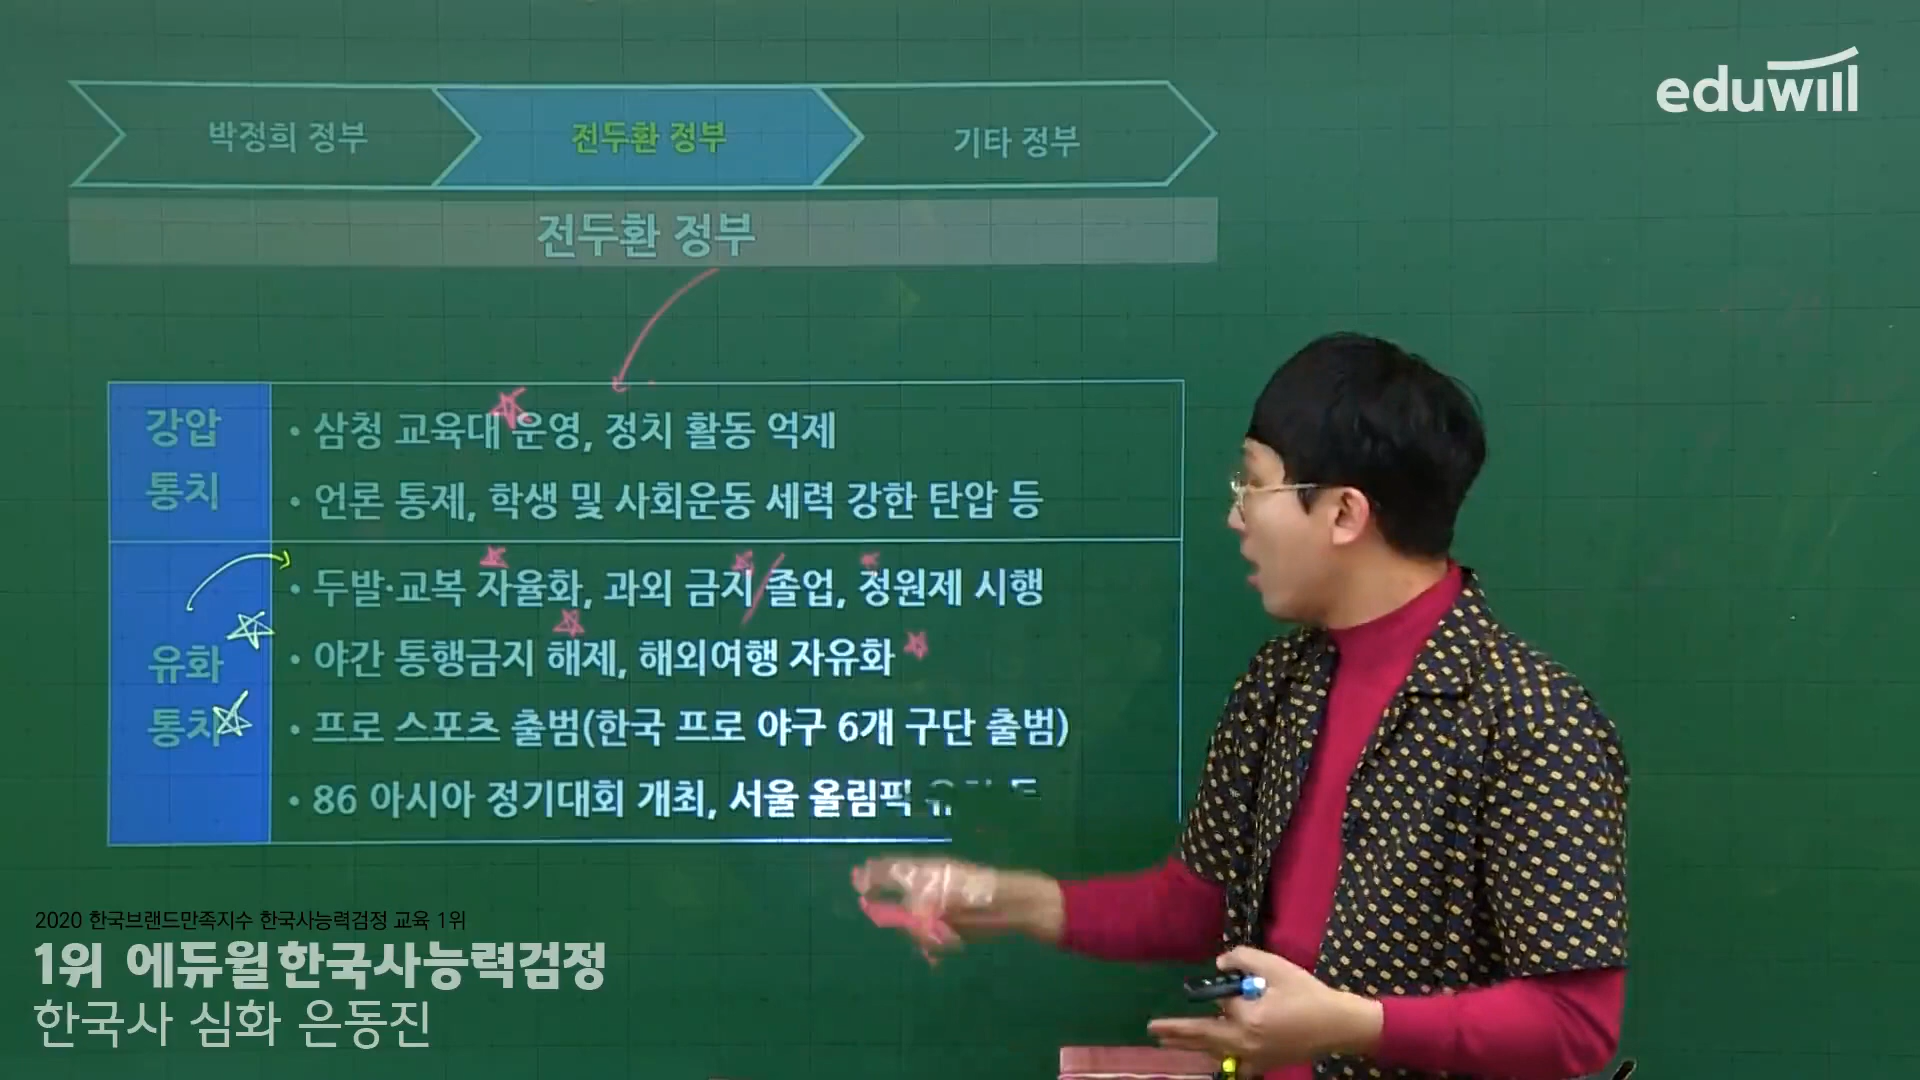 eduwill
박정희 정부
전두환 정부
기타 정부
전두환 정부
강압
통치
• 삼청 교육대 운영, 정치 활동 억제
• 언론 통제, 학생 및 사회운동 세력 강한 탄압 등
유화
통치
• 두발·교복 자율화, 과외 금지 졸업, 정원제 시행
• 야간 통행금지 해제, 해외여행 자유화
• 프로 스포츠 출범(한국 프로 야구 6개 구단 출범)
• 86 아시아 정기대회 개최, 서울 올림픽
2020 한국브랜드만족지수 한국사능력검정 교육 1위
1위 에듀윌 한국사능력검정
한국사 심화 은동진